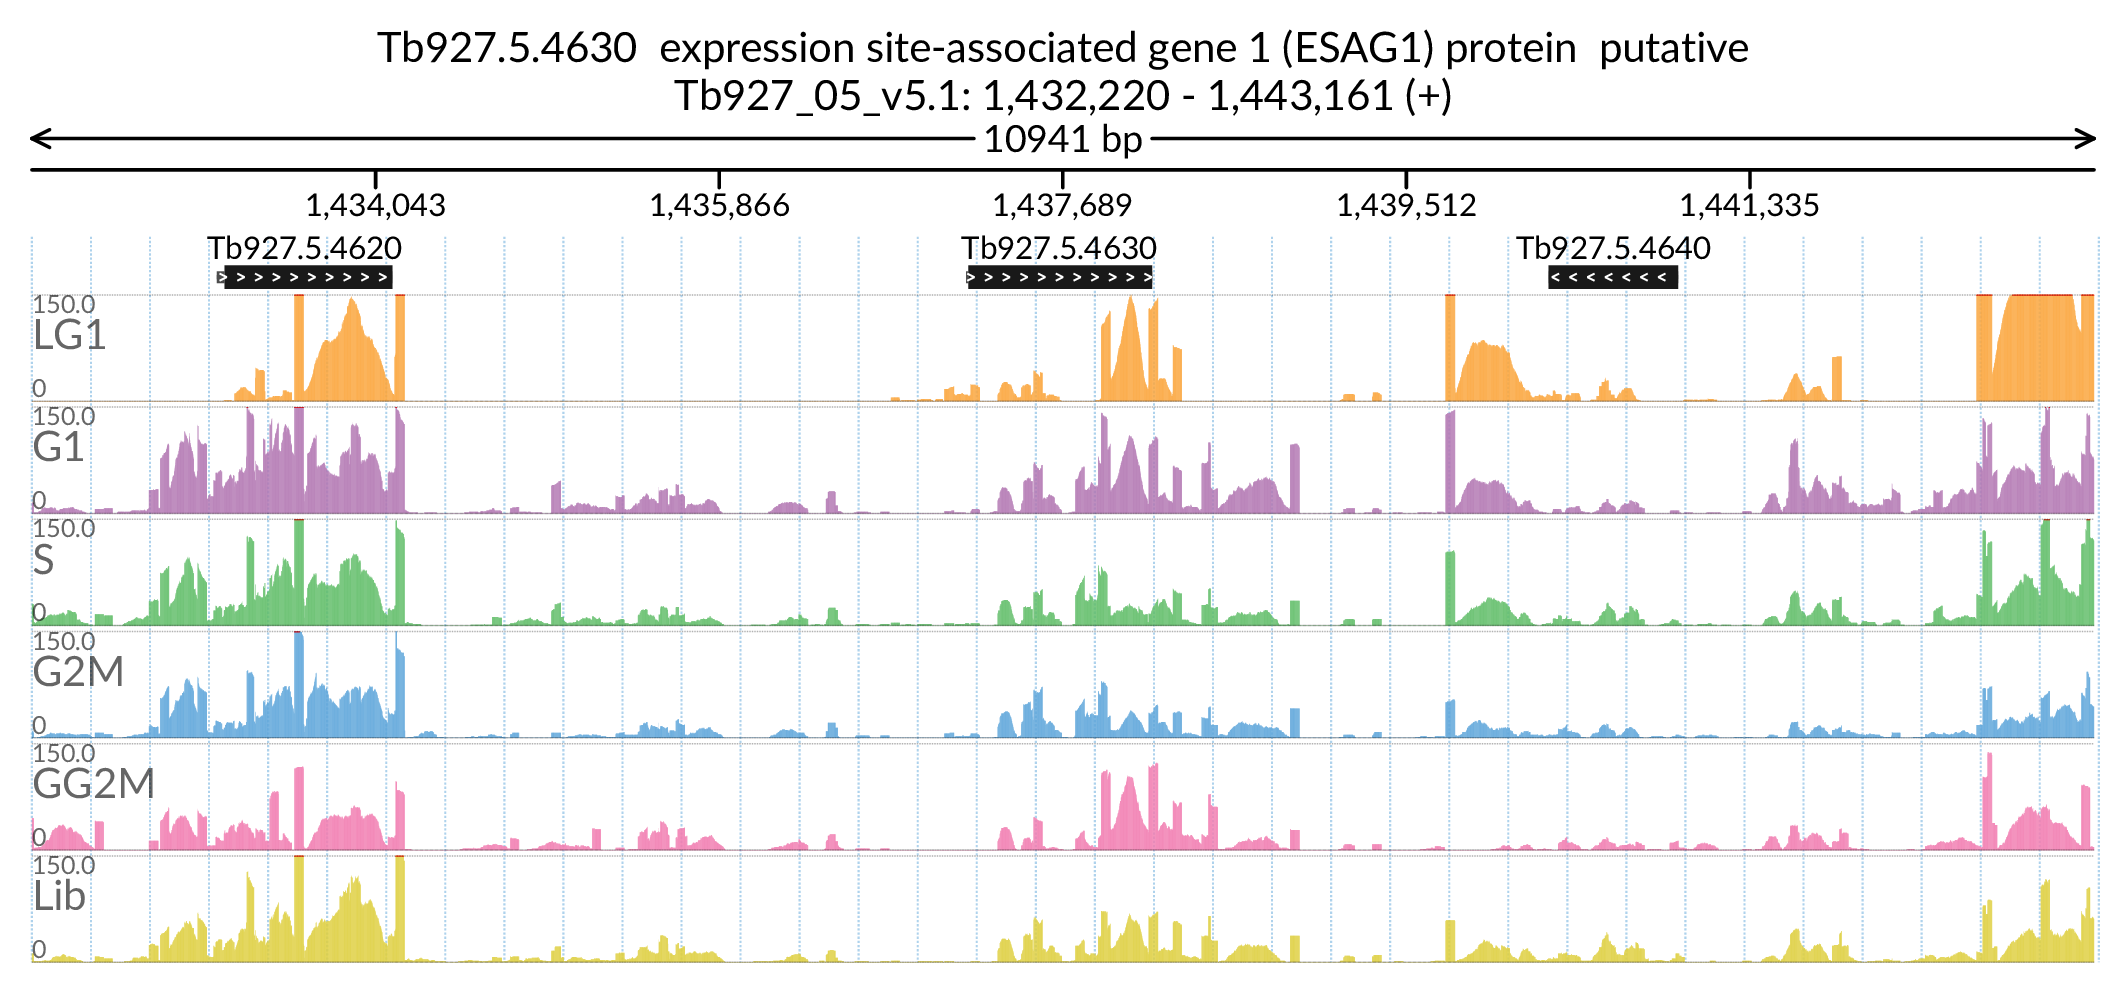 Tb927.5.4630  expression site-associated gene 1 (ESAG1) protein  putative
Tb927_05_v5.1: 1,432,220 - 1,443,161 (+)
10941 bp
1,434,043 1,435,866 1,437,689 1,439,512 1,441,335
Tb927.5.4620 Tb927.5.4630 Tb927.5.4640
150.0
LG1
0
150.0
G1
0
150.0
S
0
150.0
G2M
0
150.0
GG2M
0
150.0
Lib
0